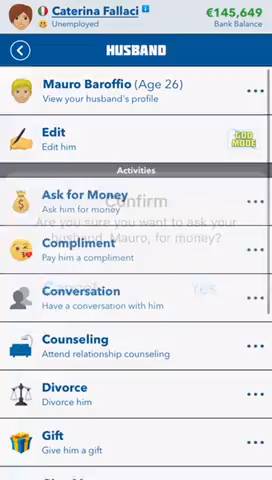 Caterina Fallaci
Unemployed
€145,649
Bank Balance
HUSBAND
Mauro Baroffio (Age 26)
View your husband's profile
Edit
Edit him
GOD
MODE
Activities
Ask for Money
Ask him for money
Confirm
Are you sure you want to ask your
husband, Mauro, for money?
Compliment
Pay him a compliment
Cancel
YES
Conversation
Have a conversation with him
Counseling
Attend relationship counseling
Divorce
Divorce him
Gift
Give him a gift